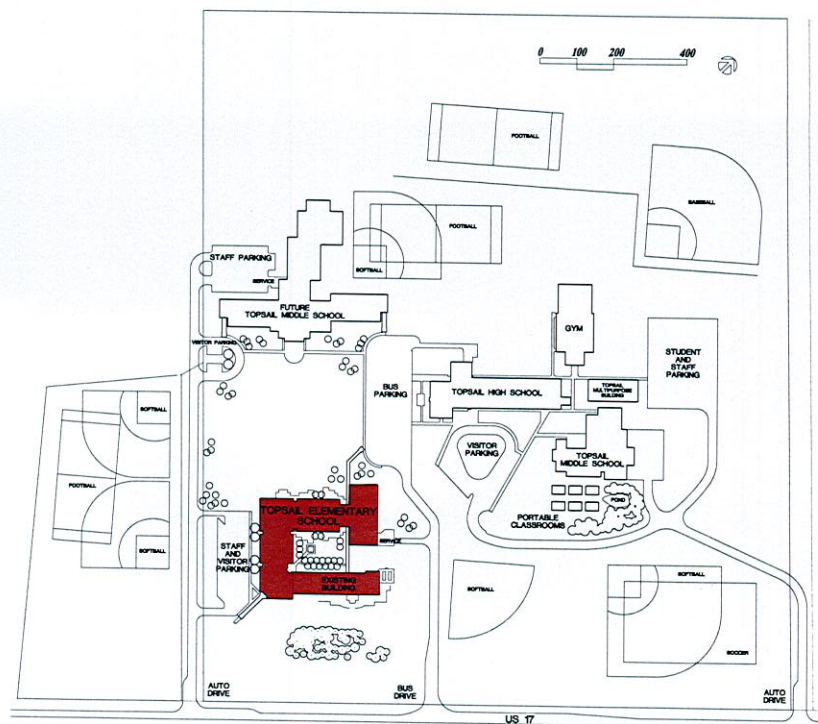 0 100 200 400
FOOTBALL
BASEBALL
FOOTBALL
SOFTBALL
STAFF PARKING
SERVICE
FUTURE
TOPSAIL MIDDLE SCHOOL
VISITOR PARKING
GYM
STUDENT
AND
STAFF
PARKING
BUS
PARKING
TOPSAIL HIGH SCHOOL
TOPSAIL
MULTIPURPOSE
BUILDING
SOFTBALL
FOOTBALL
SOFTBALL
VISITOR
PARKING
TOPSAIL
MIDDLE SCHOOL
POND
PORTABLE
CLASSROOMS
TOPSAIL ELEMENTARY
SCHOOL
STAFF
AND
VISITOR
PARKING
SERVICE
EXISTING
BUILDING
SOFTBALL
SOFTBALL
SOCCER
AUTO
DRIVE
BUS
DRIVE
AUTO
DRIVE
US 17